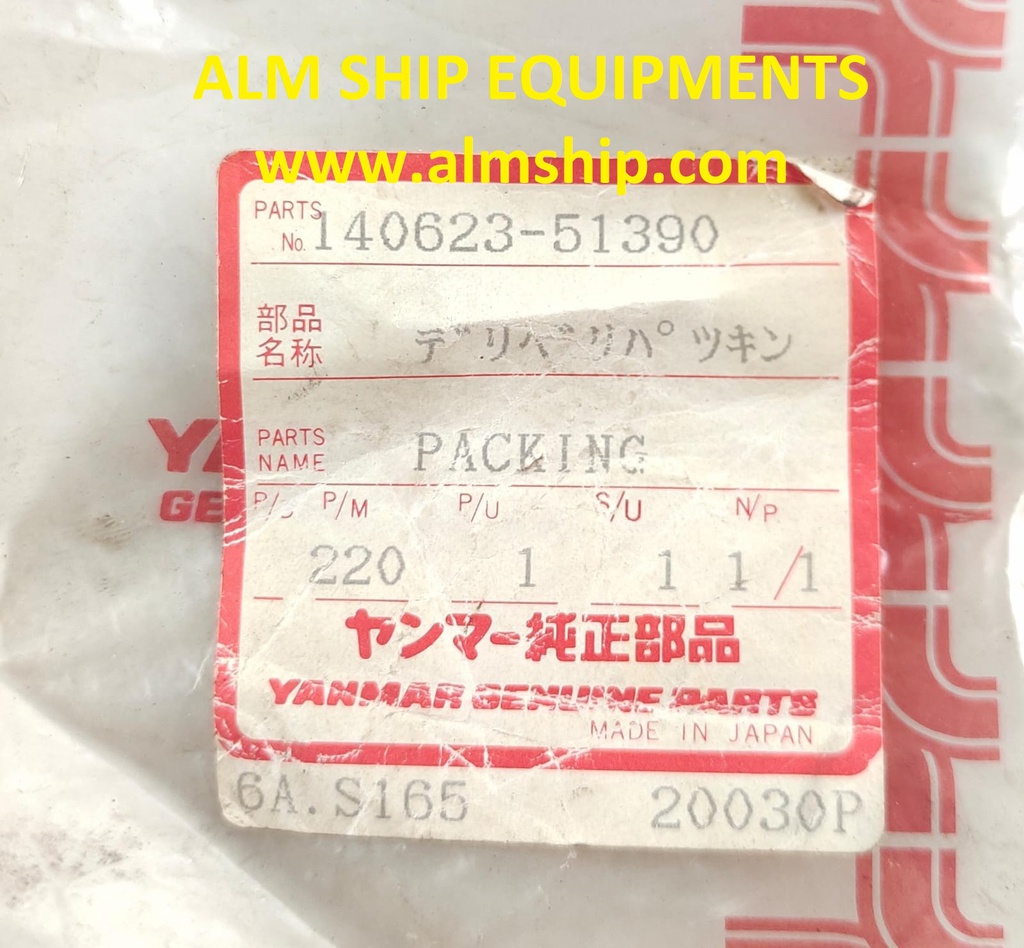 ALM SHIP EQUIPMENTS
www.almship.com
PARTS No. 140623-51390
部品名称 デリベリパツキン
PARTS NAME PACKING
P/M P/U S/U N/P
220 1 1 1/1
ヤンマー純正部品
YANMAR GENUINE PARTS
MADE IN JAPAN
6A.S165 20030P